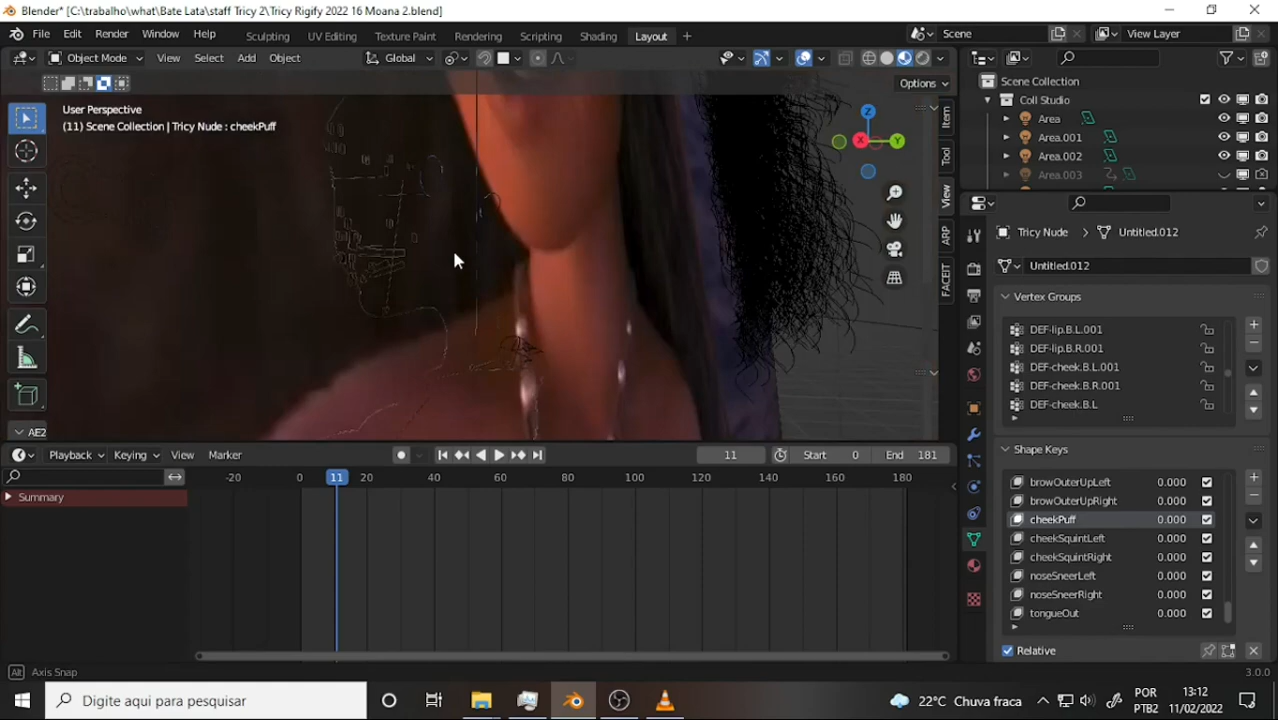 Blender* [C:\trabalho\what\Bate Lata\staff Tricy 2\Tricy Rigify 2022 16 Moana 2.blend]
File Edit Render Window Help Sculpting UV Editing Texture Paint Rendering Scripting Shading Layout + Scene View Layer
Object Mode View Select Add Object Global
Options
User Perspective
(11) Scene Collection | Tricy Nude : cheekPuff
Z
X
Y
Item
Tool
View
ARP
FACEIT
AE2
Scene Collection
Coll Studio
Area
Area.001
Area.002
Area.003
Tricy Nude > Untitled.012
Untitled.012
Vertex Groups
DEF-lip.B.L.001
DEF-lip.B.R.001
DEF-cheek.B.L.001
DEF-cheek.B.R.001
DEF-cheek.B.L
Shape Keys
browOuterUpLeft 0.000
browOuterUpRight 0.000
cheekPuff 0.000
cheekSquintLeft 0.000
cheekSquintRight 0.000
noseSneerLeft 0.000
noseSneerRight 0.000
tongueOut 0.000
Relative
Playback Keying View Marker 11 Start 0 End 181
-20 0 11 20 40 60 80 100 120 140 160 180
Summary
Alt Axis Snap 3.0.0
Digite aqui para pesquisar 22°C Chuva fraca POR PTB2 13:12 11/02/2022